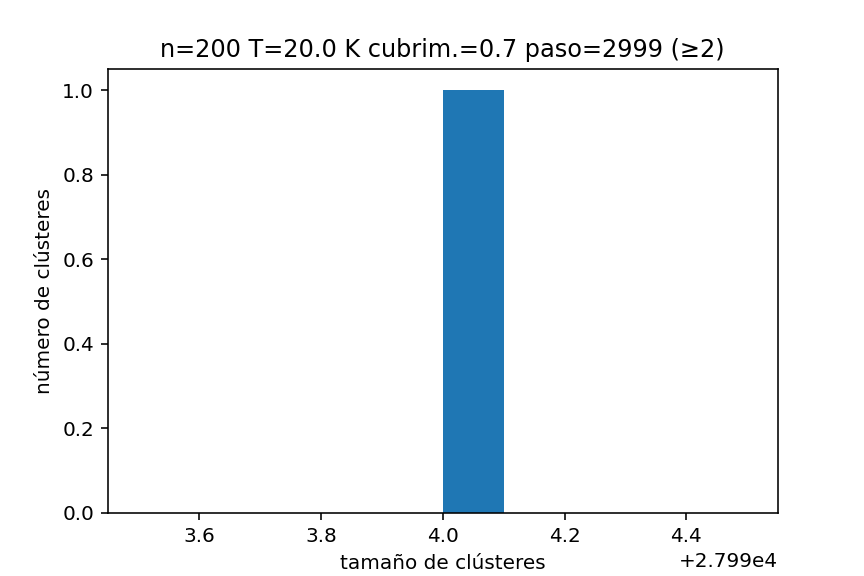 n=200 T=20.0 K cubrim.=0.7 paso=2999 (≥2)
número de clústeres
1.0
0.8
0.6
0.4
0.2
0.0
3.6 3.8 4.0 4.2 4.4
tamaño de clústeres
+2.799e4